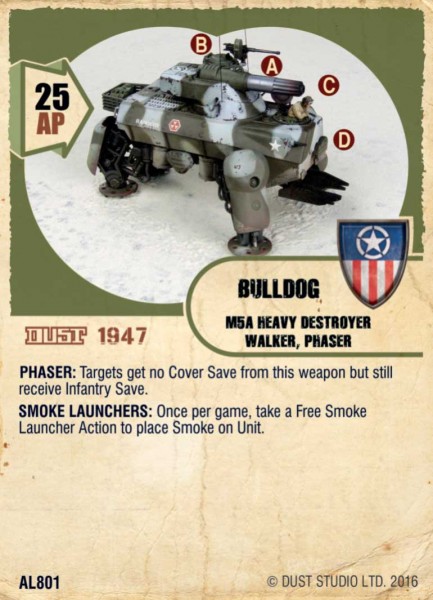 B
A
C
D
25
AP
BULLDOG
M5A HEAVY DESTROYER
WALKER, PHASER
DUST 1947
PHASER: Targets get no Cover Save from this weapon but still
receive Infantry Save.
SMOKE LAUNCHERS: Once per game, take a Free Smoke
Launcher Action to place Smoke on Unit.
AL801
© DUST STUDIO LTD. 2016